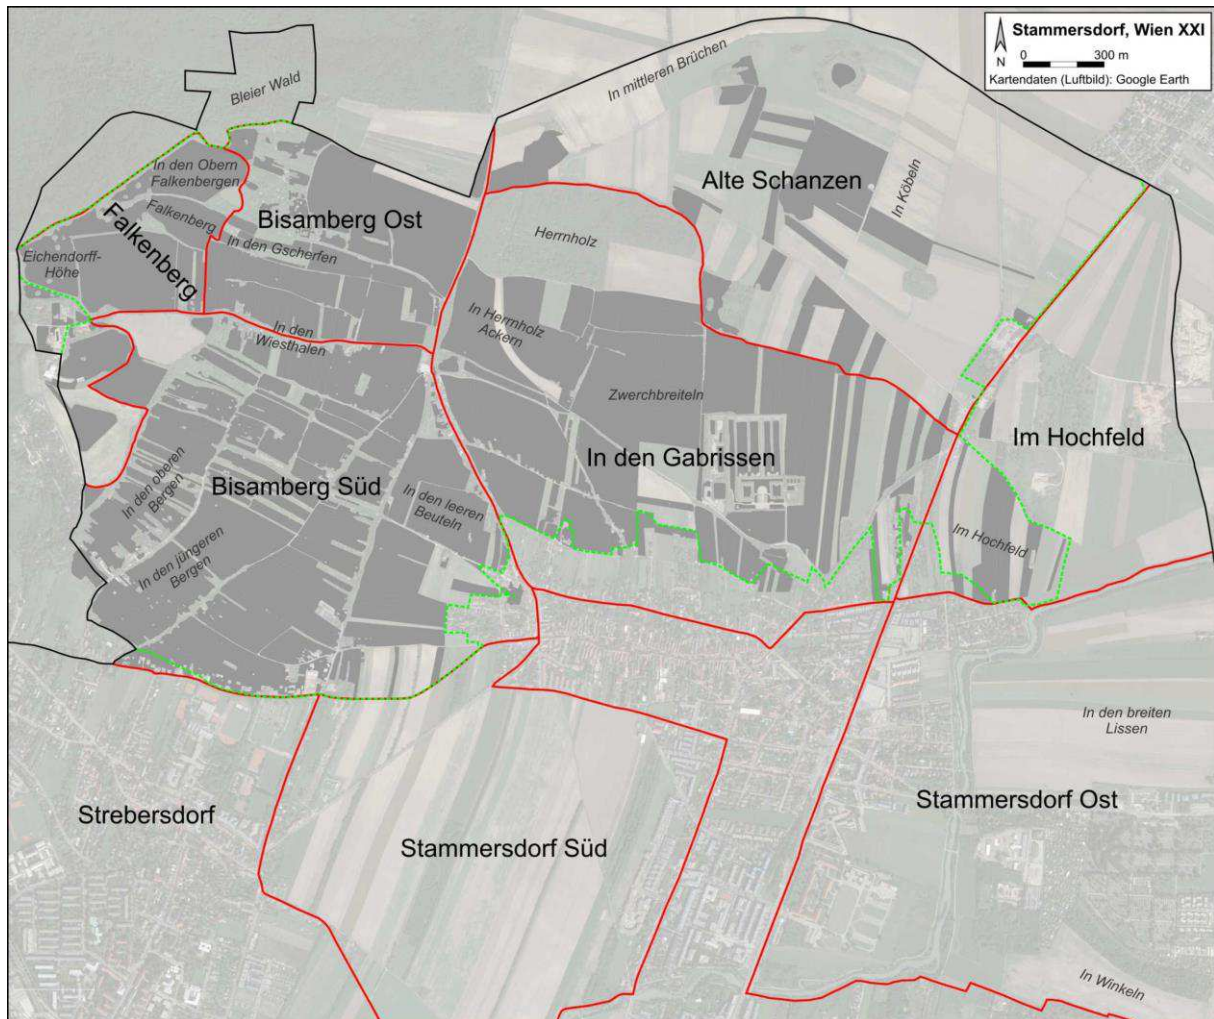 Stammersdorf, Wien XXI
N
0 300 m
Kartendaten (Luftbild): Google Earth
Bleier Wald
In mittleren Brüchen
In den Obern
Falkenbergen
Alte Schanzen
In Köbeln
Falkenberg
Falkenberg
Bisamberg Ost
In den Gscherfen
Herrnholz
Eichendorff-
Höhe
In den
Wiesthalen
In Herrnholz
Ackern
Zwerchbreiteln
Im Hochfeld
In den Gabrissen
In den oberen
Bergen
Bisamberg Süd
In den leeren
Beuteln
In den jüngeren
Bergen
Im Hochfeld
In den breiten
Lissen
Strebersdorf
Stammersdorf Süd
Stammersdorf Ost
In Winkeln